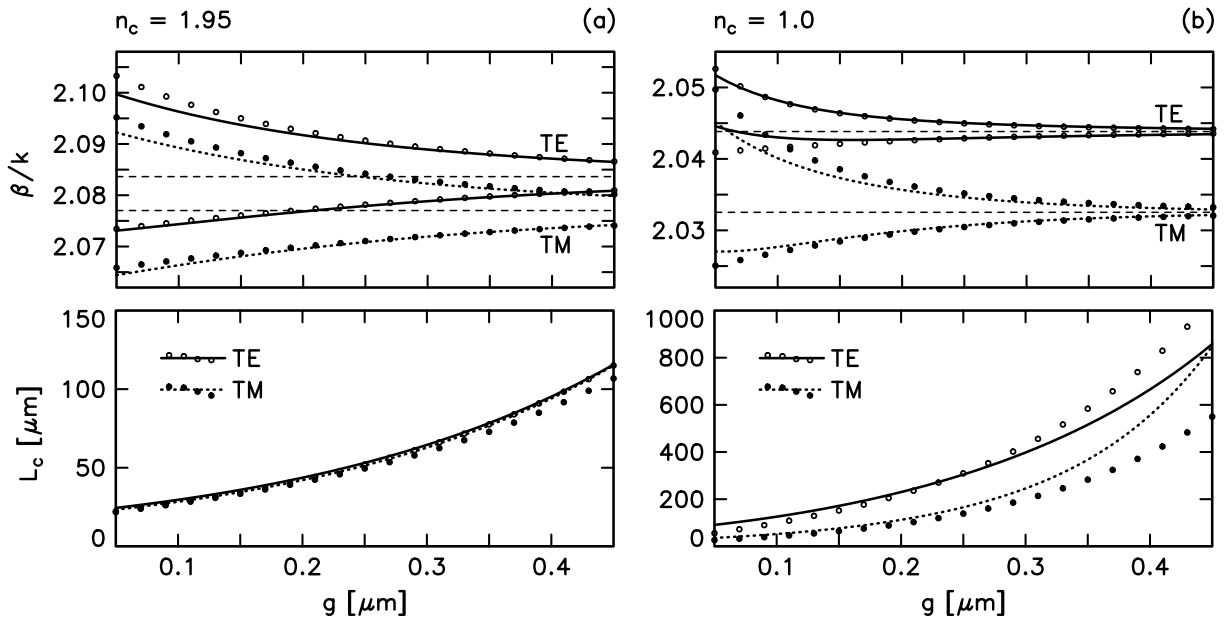 n_c = 1.95 (a)
n_c = 1.0 (b)
β/k
2.10
2.09
2.08
2.07
TE
TM
2.05
2.04
2.03
TE
TM
L_c [μm]
150
100
50
0
TE
TM
1000
800
600
400
200
0
TE
TM
0.1 0.2 0.3 0.4
g [μm]
0.1 0.2 0.3 0.4
g [μm]